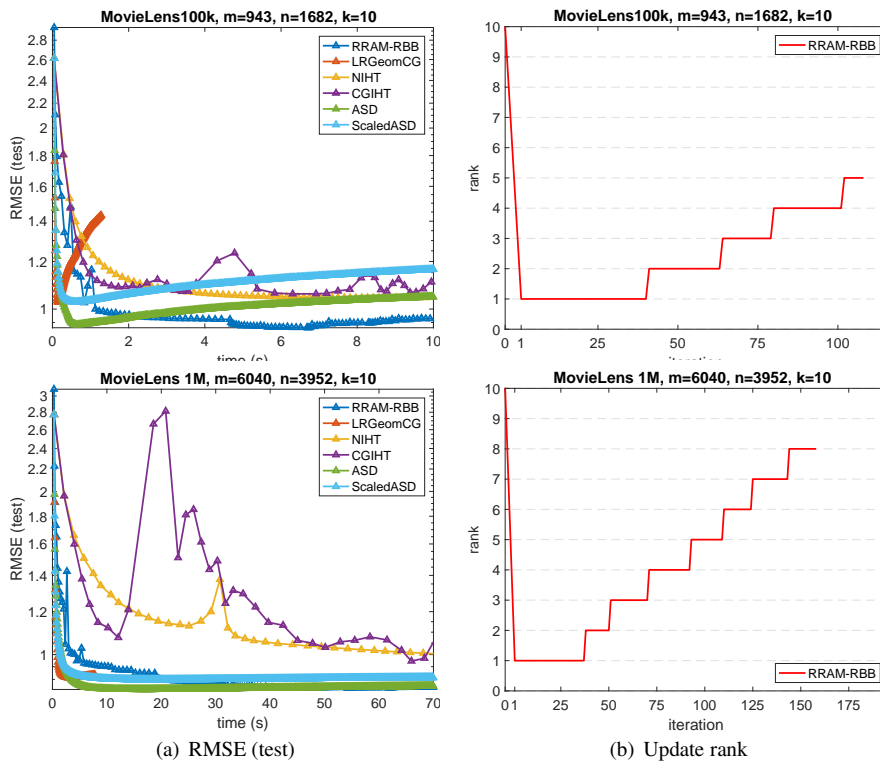 MovieLens100k, m=943, n=1682, k=10
RMSE (test)
2.8
2.6
2.4
2.2
2
1.8
1.6
1.4
1.2
1
RRAM-RBB
LRGeomCG
NIHT
CGIHT
ASD
ScaledASD
0 2 4 6 8 10
time (s)
MovieLens100k, m=943, n=1682, k=10
rank
10
9
8
7
6
5
4
3
2
1
0
RRAM-RBB
0 1 25 50 75 100
iteration
MovieLens 1M, m=6040, n=3952, k=10
RMSE (test)
3
2.8
2.6
2.4
2.2
2
1.8
1.6
1.4
1.2
1
RRAM-RBB
LRGeomCG
NIHT
CGIHT
ASD
ScaledASD
0 10 20 30 40 50 60 70
time (s)
(a) RMSE (test)
MovieLens 1M, m=6040, n=3952, k=10
rank
10
9
8
7
6
5
4
3
2
1
0
RRAM-RBB
0 1 25 50 75 100 125 150 175
iteration
(b) Update rank